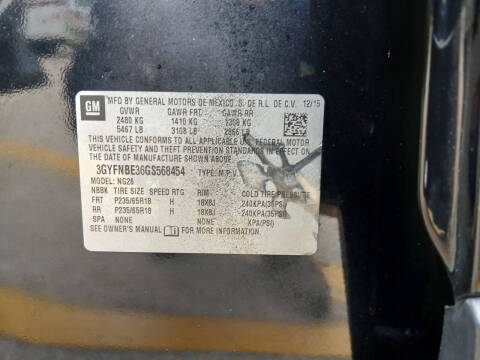 GM
MFD BY GENERAL MOTORS DE MEXICO, S. DE R.L. DE C.V. 12/15
GVWR GAWR FRT GAWR RR
2480 KG 1410 KG KG
5467 LB 3108 LB LB
THIS VEHICLE CONFORMS TO ALL APPLICABLE U.S. FEDERAL MOTOR
VEHICLE SAFETY AND THEFT PREVENTION STANDARDS IN
EFFECT ON THE DATE OF MANUFACTURE SHOWN ABOVE.
3GYFNBE36GS568454 TYPE: M.P.V.
MODEL: NG26
NBBK TIRE SIZE SPEED RTG RIM COLD TIRE PRESSURE
FRT P235/65R18 H 18X8J 240KPA(35PSI)
RR P235/65R18 H 18X8J 240KPA(35PSI)
SPA NONE NONE KPA(PSI)
SEE OWNER'S MANUAL FOR MORE INFORMATION.